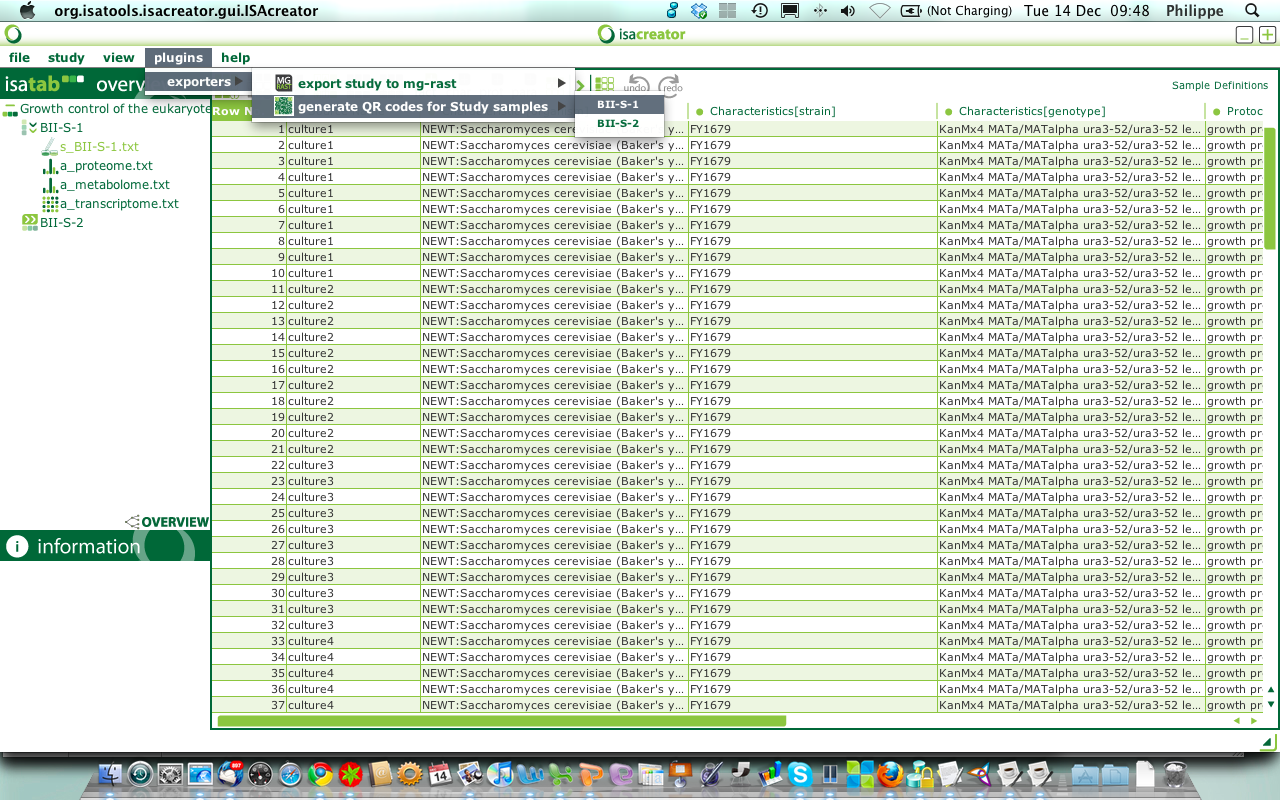 org.isatools.isacreator.gui.ISAcreator (Not Charging) Tue 14 Dec 09:48 Philippe
isacreator
file study view plugins help
isatab overv exporters export study to mg-rast undo redo Sample Definitions
generate QR codes for Study samples BII-S-1
BII-S-2
Growth control of the eukaryote
BII-S-1
s_BII-S-1.txt
a_proteome.txt
a_metabolome.txt
a_transcriptome.txt
BII-S-2
OVERVIEW
i information
Row N Characteristics[strain] Characteristics[genotype] Protoc
1 culture1 NEWT:Saccharomyces cere FY1679 KanMx4 MATa/MATalpha ura3-52/ura3-52 le... growth pr
2 culture1 NEWT:Saccharomyces cerevisiae (Baker's y... FY1679 KanMx4 MATa/MATalpha ura3-52/ura3-52 le... growth pr
3 culture1 NEWT:Saccharomyces cerevisiae (Baker's y... FY1679 KanMx4 MATa/MATalpha ura3-52/ura3-52 le... growth pr
4 culture1 NEWT:Saccharomyces cerevisiae (Baker's y... FY1679 KanMx4 MATa/MATalpha ura3-52/ura3-52 le... growth pr
5 culture1 NEWT:Saccharomyces cerevisiae (Baker's y... FY1679 KanMx4 MATa/MATalpha ura3-52/ura3-52 le... growth pr
6 culture1 NEWT:Saccharomyces cerevisiae (Baker's y... FY1679 KanMx4 MATa/MATalpha ura3-52/ura3-52 le... growth pr
7 culture1 NEWT:Saccharomyces cerevisiae (Baker's y... FY1679 KanMx4 MATa/MATalpha ura3-52/ura3-52 le... growth pr
8 culture1 NEWT:Saccharomyces cerevisiae (Baker's y... FY1679 KanMx4 MATa/MATalpha ura3-52/ura3-52 le... growth pr
9 culture1 NEWT:Saccharomyces cerevisiae (Baker's y... FY1679 KanMx4 MATa/MATalpha ura3-52/ura3-52 le... growth pr
10 culture1 NEWT:Saccharomyces cerevisiae (Baker's y... FY1679 KanMx4 MATa/MATalpha ura3-52/ura3-52 le... growth pr
11 culture2 NEWT:Saccharomyces cerevisiae (Baker's y... FY1679 KanMx4 MATa/MATalpha ura3-52/ura3-52 le... growth pr
12 culture2 NEWT:Saccharomyces cerevisiae (Baker's y... FY1679 KanMx4 MATa/MATalpha ura3-52/ura3-52 le... growth pr
13 culture2 NEWT:Saccharomyces cerevisiae (Baker's y... FY1679 KanMx4 MATa/MATalpha ura3-52/ura3-52 le... growth pr
14 culture2 NEWT:Saccharomyces cerevisiae (Baker's y... FY1679 KanMx4 MATa/MATalpha ura3-52/ura3-52 le... growth pr
15 culture2 NEWT:Saccharomyces cerevisiae (Baker's y... FY1679 KanMx4 MATa/MATalpha ura3-52/ura3-52 le... growth pr
16 culture2 NEWT:Saccharomyces cerevisiae (Baker's y... FY1679 KanMx4 MATa/MATalpha ura3-52/ura3-52 le... growth pr
17 culture2 NEWT:Saccharomyces cerevisiae (Baker's y... FY1679 KanMx4 MATa/MATalpha ura3-52/ura3-52 le... growth pr
18 culture2 NEWT:Saccharomyces cerevisiae (Baker's y... FY1679 KanMx4 MATa/MATalpha ura3-52/ura3-52 le... growth pr
19 culture2 NEWT:Saccharomyces cerevisiae (Baker's y... FY1679 KanMx4 MATa/MATalpha ura3-52/ura3-52 le... growth pr
20 culture2 NEWT:Saccharomyces cerevisiae (Baker's y... FY1679 KanMx4 MATa/MATalpha ura3-52/ura3-52 le... growth pr
21 culture2 NEWT:Saccharomyces cerevisiae (Baker's y... FY1679 KanMx4 MATa/MATalpha ura3-52/ura3-52 le... growth pr
22 culture3 NEWT:Saccharomyces cerevisiae (Baker's y... FY1679 KanMx4 MATa/MATalpha ura3-52/ura3-52 le... growth pr
23 culture3 NEWT:Saccharomyces cerevisiae (Baker's y... FY1679 KanMx4 MATa/MATalpha ura3-52/ura3-52 le... growth pr
24 culture3 NEWT:Saccharomyces cerevisiae (Baker's y... FY1679 KanMx4 MATa/MATalpha ura3-52/ura3-52 le... growth pr
25 culture3 NEWT:Saccharomyces cerevisiae (Baker's y... FY1679 KanMx4 MATa/MATalpha ura3-52/ura3-52 le... growth pr
26 culture3 NEWT:Saccharomyces cerevisiae (Baker's y... FY1679 KanMx4 MATa/MATalpha ura3-52/ura3-52 le... growth pr
27 culture3 NEWT:Saccharomyces cerevisiae (Baker's y... FY1679 KanMx4 MATa/MATalpha ura3-52/ura3-52 le... growth pr
28 culture3 NEWT:Saccharomyces cerevisiae (Baker's y... FY1679 KanMx4 MATa/MATalpha ura3-52/ura3-52 le... growth pr
29 culture3 NEWT:Saccharomyces cerevisiae (Baker's y... FY1679 KanMx4 MATa/MATalpha ura3-52/ura3-52 le... growth pr
30 culture3 NEWT:Saccharomyces cerevisiae (Baker's y... FY1679 KanMx4 MATa/MATalpha ura3-52/ura3-52 le... growth pr
31 culture3 NEWT:Saccharomyces cerevisiae (Baker's y... FY1679 KanMx4 MATa/MATalpha ura3-52/ura3-52 le... growth pr
32 culture3 NEWT:Saccharomyces cerevisiae (Baker's y... FY1679 KanMx4 MATa/MATalpha ura3-52/ura3-52 le... growth pr
33 culture4 NEWT:Saccharomyces cerevisiae (Baker's y... FY1679 KanMx4 MATa/MATalpha ura3-52/ura3-52 le... growth pr
34 culture4 NEWT:Saccharomyces cerevisiae (Baker's y... FY1679 KanMx4 MATa/MATalpha ura3-52/ura3-52 le... growth pr
35 culture4 NEWT:Saccharomyces cerevisiae (Baker's y... FY1679 KanMx4 MATa/MATalpha ura3-52/ura3-52 le... growth pr
36 culture4 NEWT:Saccharomyces cerevisiae (Baker's y... FY1679 KanMx4 MATa/MATalpha ura3-52/ura3-52 le... growth pr
37 culture4 NEWT:Saccharomyces cerevisiae (Baker's y... FY1679 KanMx4 MATa/MATalpha ura3-52/ura3-52 le... growth pr